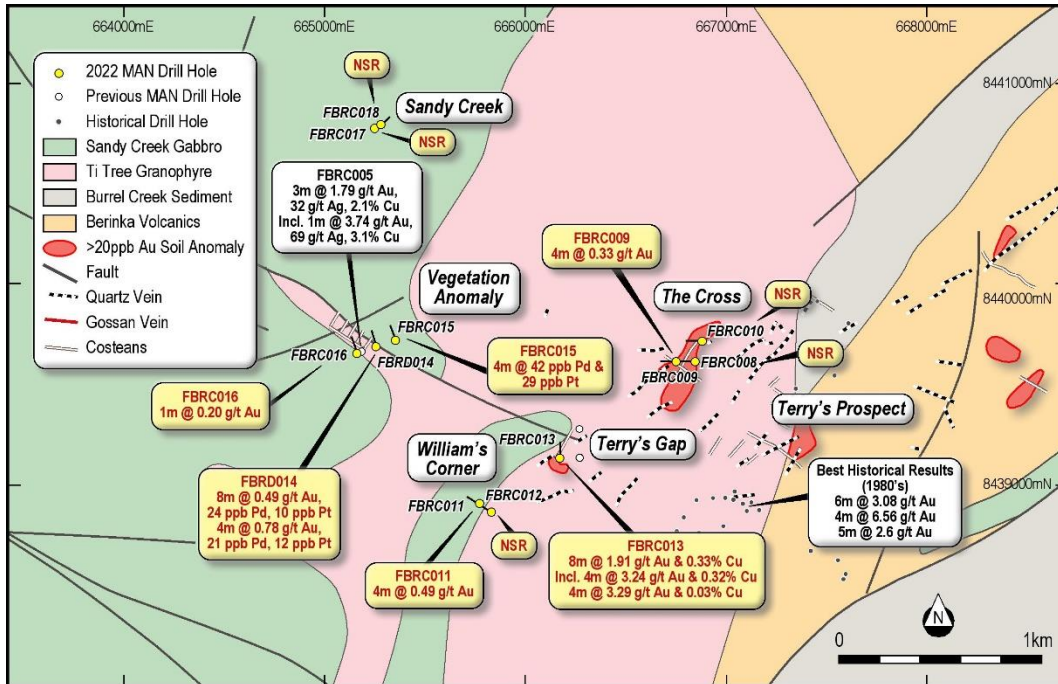 664000mE
665000mE
666000mE
667000mE
668000mE
2022 MAN Drill Hole
Previous MAN Drill Hole
Historical Drill Hole
Sandy Creek Gabbro
Ti Tree Granophyre
Burrel Creek Sediment
Berinka Volcanics
>20ppb Au Soil Anomaly
Fault
Quartz Vein
Gossan Vein
Costeans
NSR
FBRC018
Sandy Creek
FBRC017
NSR
8441000mN
FBRC005
3m @ 1.79 g/t Au,
32 g/t Ag, 2.1% Cu
Incl. 1m @ 3.74 g/t Au,
69 g/t Ag, 3.1% Cu
FBRC009
4m @ 0.33 g/t Au
Vegetation
Anomaly
The Cross
NSR
8440000mN
FBRC015
FBRC010
FBRC016
FBRD014
FBRC015
4m @ 42 ppb Pd &
29 ppb Pt
FBRC009
FBRC008
NSR
FBRC016
1m @ 0.20 g/t Au
Terry's Prospect
William's
Corner
FBRC013
Terry's Gap
FBRD014
8m @ 0.49 g/t Au,
24 ppb Pd, 10 ppb Pt
4m @ 0.78 g/t Au,
21 ppb Pd, 12 ppb Pt
FBRC011
FBRC012
NSR
8439000mN
Best Historical Results
(1980's)
6m @ 3.08 g/t Au
4m @ 6.56 g/t Au
5m @ 2.6 g/t Au
FBRC011
4m @ 0.49 g/t Au
FBRC013
8m @ 1.91 g/t Au & 0.33% Cu
Incl. 4m @ 3.24 g/t Au & 0.32% Cu
4m @ 3.29 g/t Au & 0.03% Cu
N
0
1km